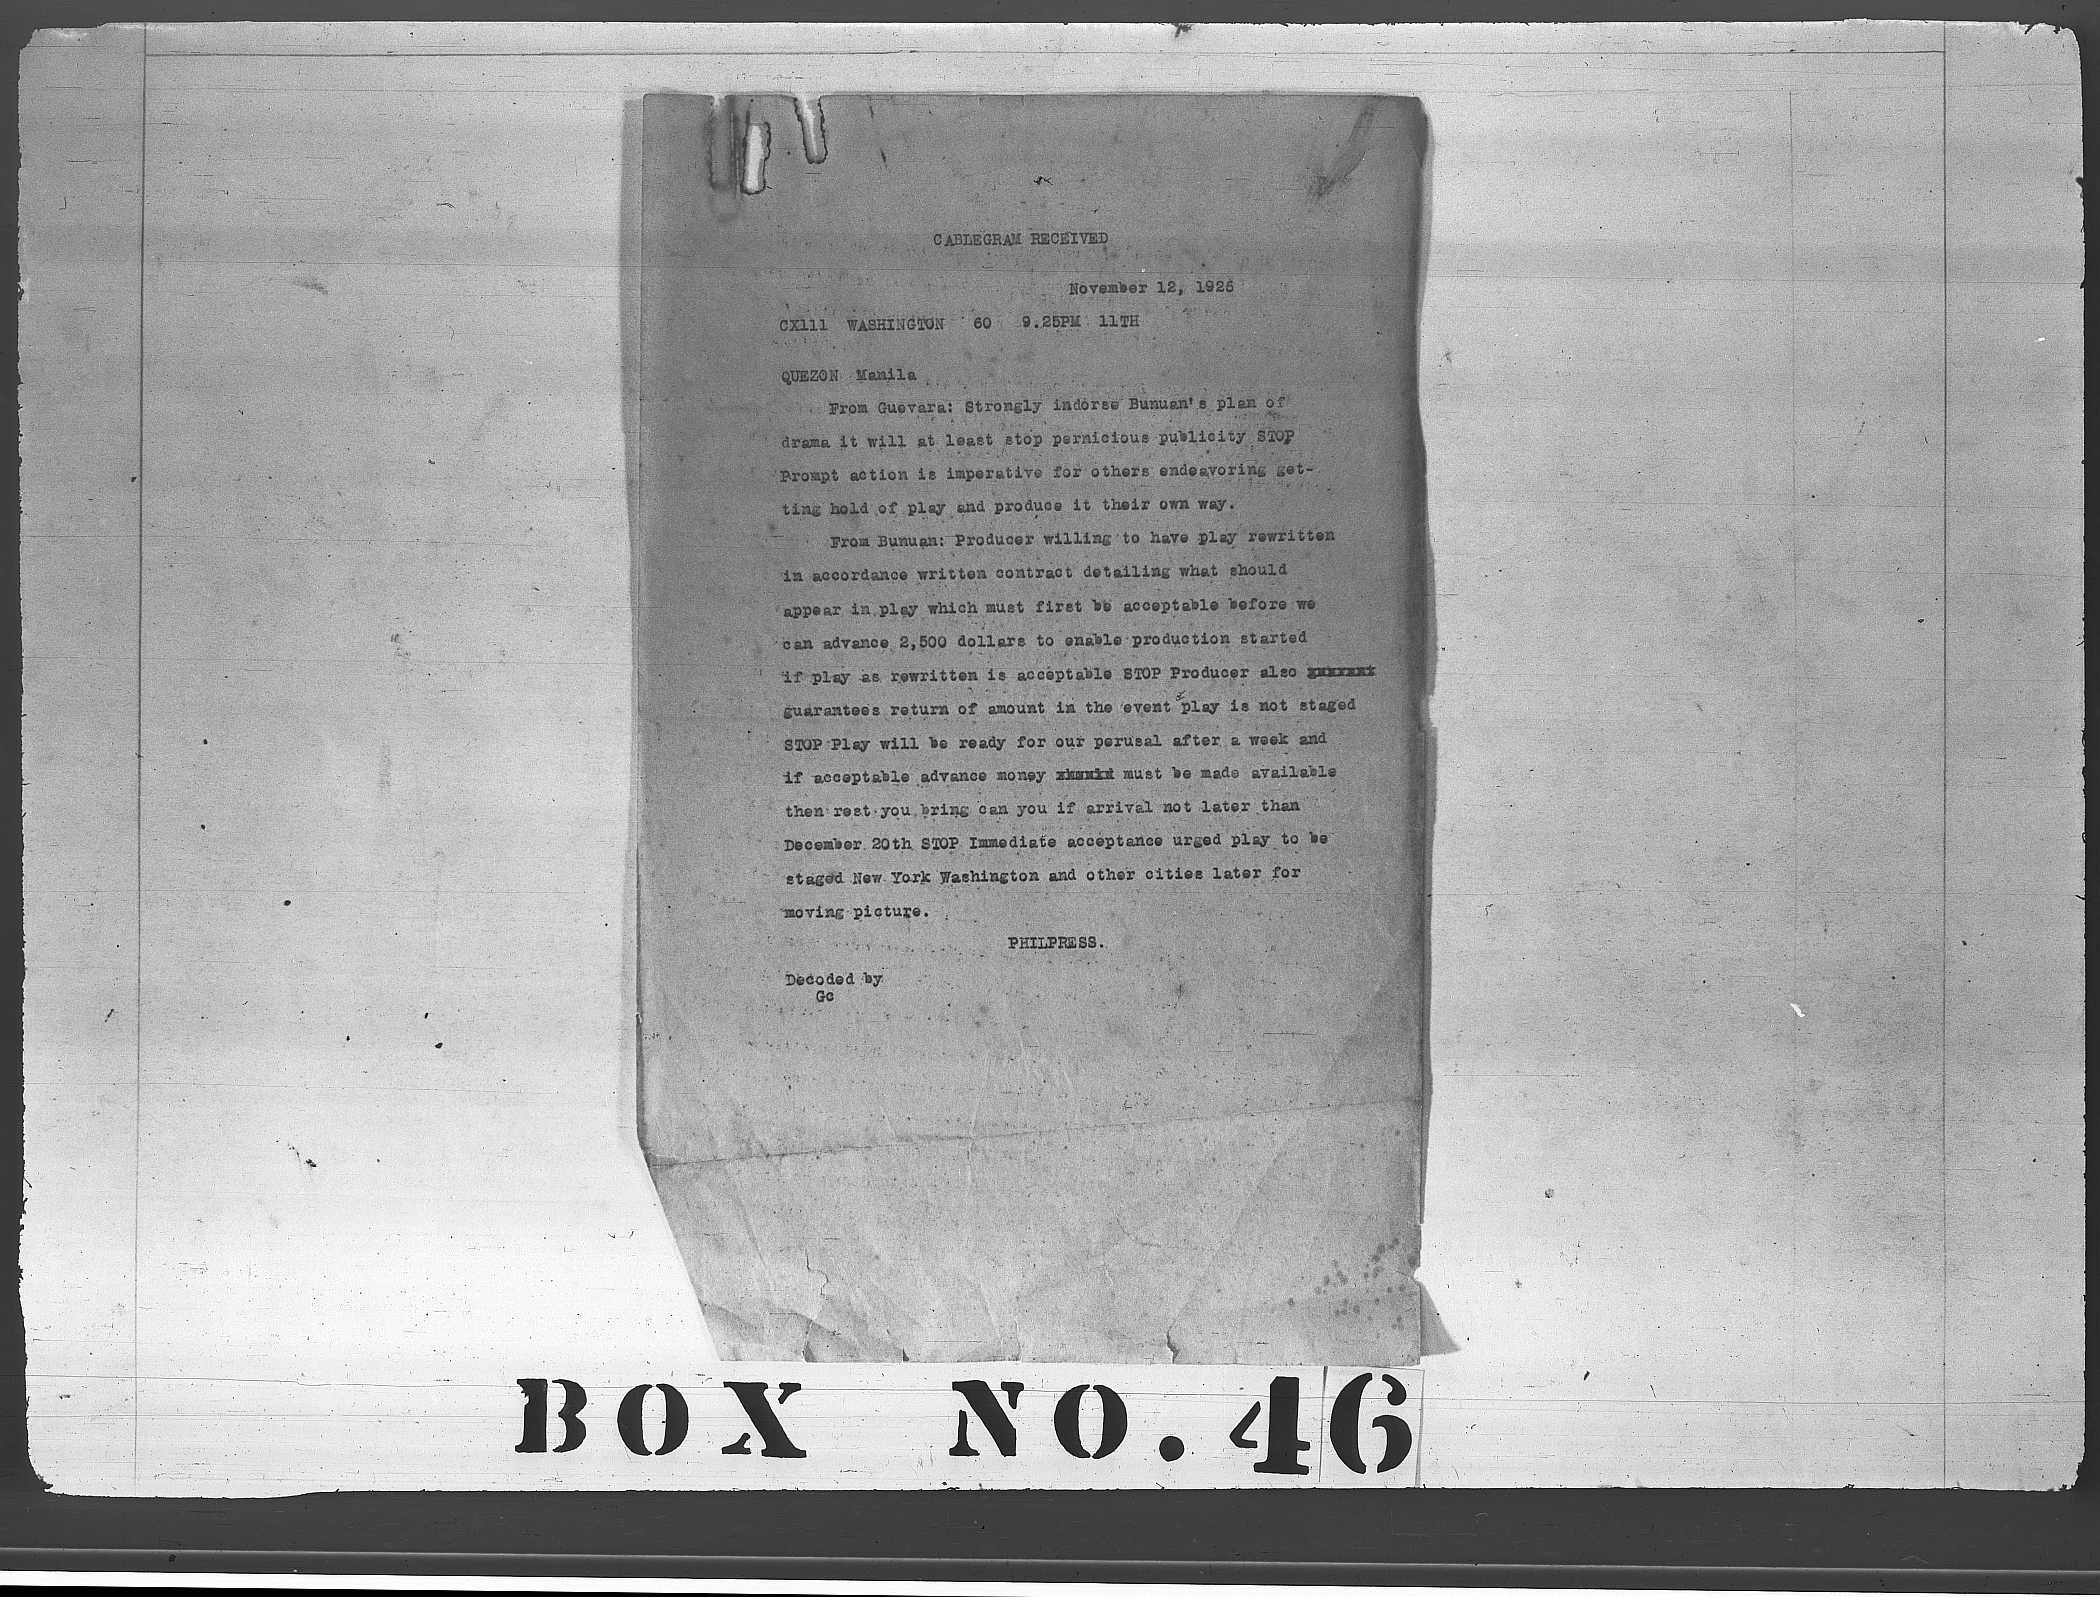 CABLEGRAM RECEIVED
November 12, 1926
CX111 WASHINGTON 60 9.25PM 11TH
QUEZON Manila
From Guevara: Strongly indorse Bunuan's plan of
drama it will at least stop pernicious publicity STOP
Prompt action is imperative for others endeavoring get-
ting hold of play and produce it their own way.
From Bunuan: Producer willing to have play rewritten
in accordance written contract detailing what should
appear in play which must first be acceptable before we
can advance 2,500 dollars to enable production started
if play as rewritten is acceptable STOP Producer also
guarantees return of amount in the event play is not staged
STOP Play will be ready for our perusal after a week and
if acceptable advance money must be made available
then rest you bring can you if arrival not later than
December 20th STOP Immediate acceptance urged play to be
staged New York Washington and other cities later for
moving picture.
PHILPRESS.
Decoded by
Gc
BOX NO. 46